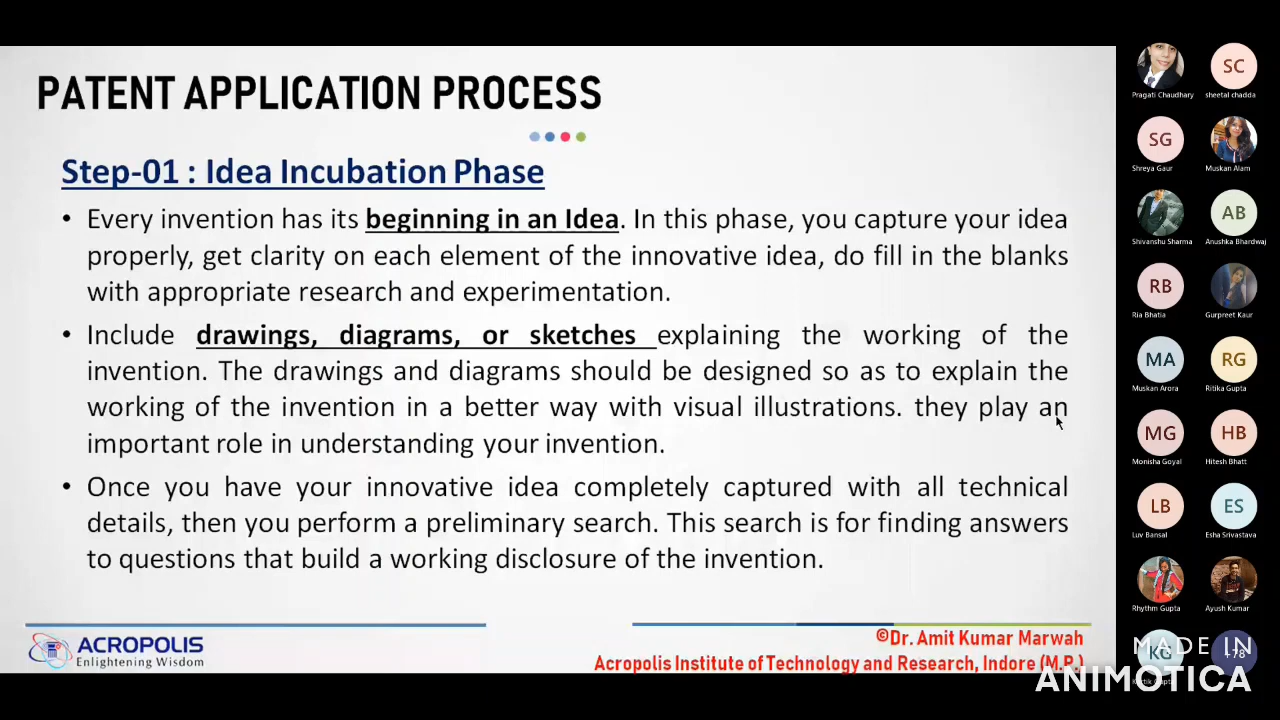 PATENT APPLICATION PROCESS
Step-01 : Idea Incubation Phase
• Every invention has its beginning in an Idea. In this phase, you capture your idea
properly, get clarity on each element of the innovative idea, do fill in the blanks
with appropriate research and experimentation.
• Include drawings, diagrams, or sketches explaining the working of the
invention. The drawings and diagrams should be designed so as to explain the
working of the invention in a better way with visual illustrations. they play an
important role in understanding your invention.
• Once you have your innovative idea completely captured with all technical
details, then you perform a preliminary search. This search is for finding answers
to questions that build a working disclosure of the invention.
ACROPOLIS
Enlightening Wisdom
©Dr. Amit Kumar Marwah
Acropolis Institute of Technology and Research, Indore (M.P.)
SC
Pragati Chaudhary sheetal chadda
SG
Shreya Gaur Muskan Alam
AB
Shivanshu Sharma Anushka Bhardwaj
RB
Ria Bhatia Gurpreet Kaur
MA RG
Muskan Arora Ritika Gupta
MG HB
Monisha Goyal Hitesh Bhatt
LB ES
Luv Bansal Esha Srivastava
Rhythm Gupta Ayush Kumar
KG +78
MADE IN
ANIMOTICA